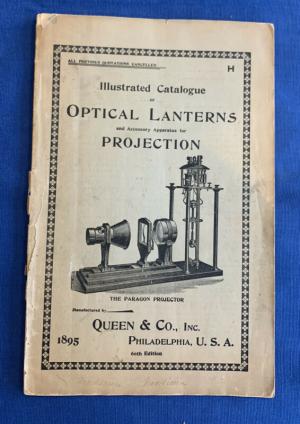 ALL PREVIOUS QUOTATIONS CANCELLED
H
Illustrated Catalogue
OF
OPTICAL LANTERNS
and Accessory Apparatus for
PROJECTION
THE PARAGON PROJECTOR
Manufactured by
QUEEN & CO., INC.
1895 PHILADELPHIA, U. S. A.
60th Edition